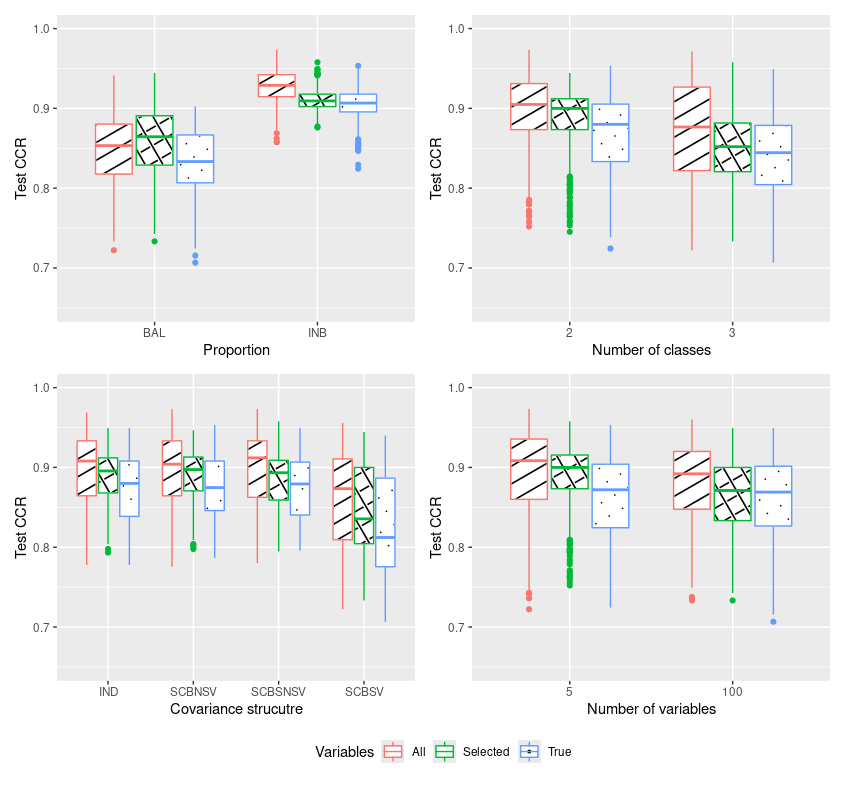 1.0
0.9
0.8
0.7
Test CCR
BAL
INB
Proportion
Test CCR
1.0
0.9
0.8
0.7
2
3
Number of classes
1.0
0.9
0.8
0.7
Test CCR
IND
SCBNSV
SCBSNSV
SCBSV
Covariance strucutre
Test CCR
1.0
0.9
0.8
0.7
5
100
Number of variables
Variables All Selected True